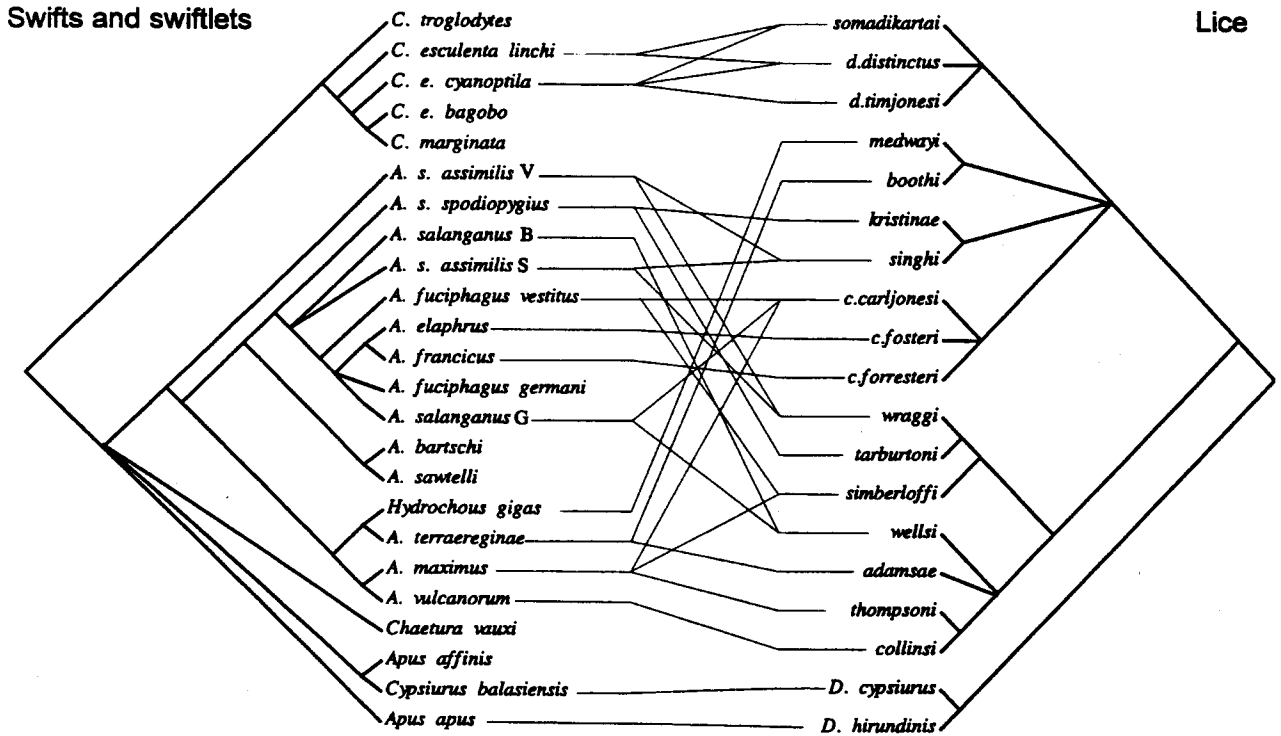 Swifts and swiftlets
C. troglodytes
C. esculenta linchi
C. e. cyanoptila
C. e. bagobo
C. marginata
A. s. assimilis V
A. s. spodiopygius
A. salanganus B
A. s. assimilis S
A. fuciphagus vestitus
A. elaphrus
A. francicus
A. fuciphagus germani
A. salanganus G
A. bartschi
A. sawtelli
Hydrochous gigas
A. terraereginae
A. maximus
A. vulcanorum
Chaetura vauxi
Apus affinis
Cypsiurus balasiensis
Apus apus
Lice
somadikartai
d.distinctus
d.timjonesi
medwayi
boothi
kristinae
singhi
c.carljonesi
c.fosteri
c.forresteri
wraggi
tarburtoni
simberloffi
wellsi
adamsae
thompsoni
collinsi
D. cypsiurus
D. hirundinis